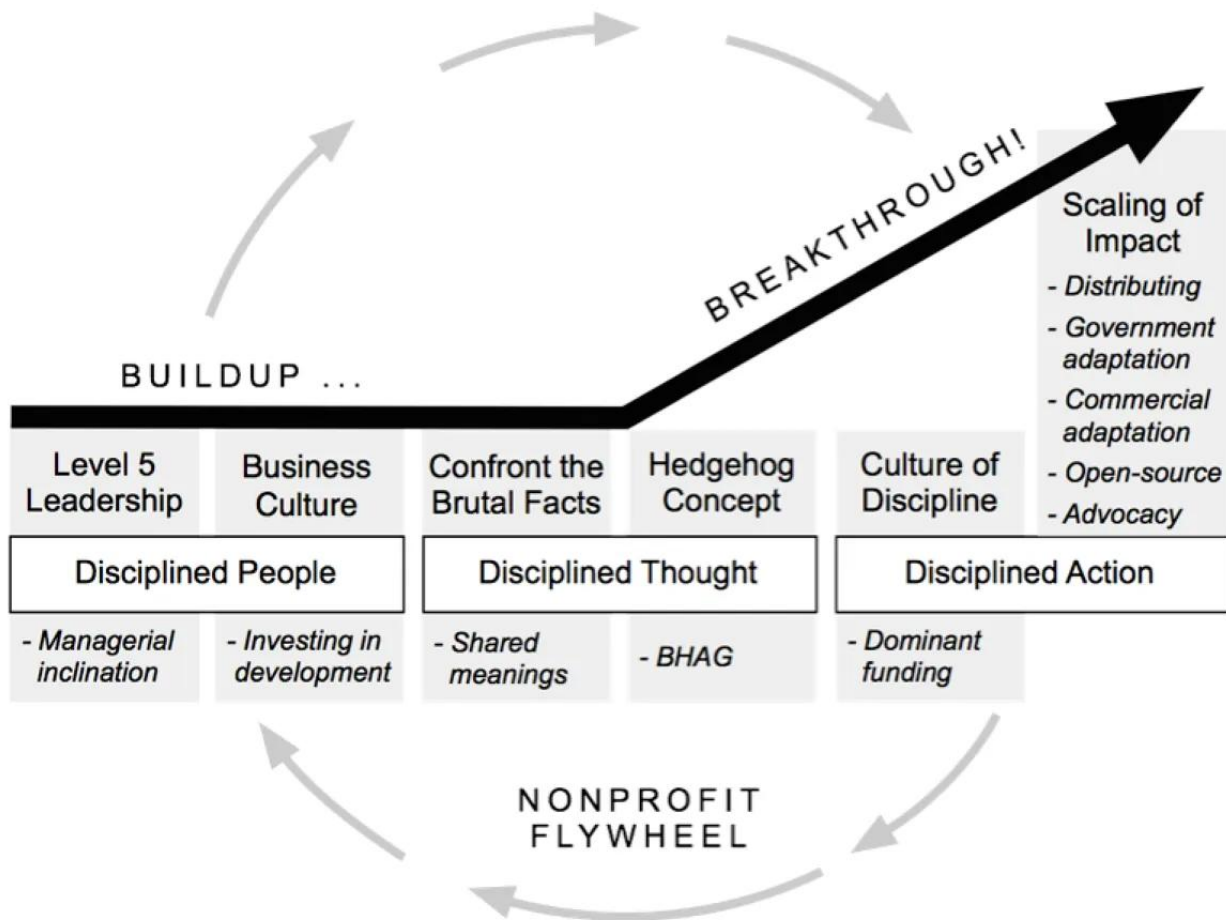 BREAKTHROUGH!
BUILDUP ...
Level 5
Leadership
Business
Culture
Confront the
Brutal Facts
Hedgehog
Concept
Culture of
Discipline
Scaling of
Impact
- Distributing
- Government
adaptation
- Commercial
adaptation
- Open-source
- Advocacy
Disciplined People
Disciplined Thought
Disciplined Action
- Managerial
inclination
- Investing in
development
- Shared
meanings
- BHAG
- Dominant
funding
NONPROFIT
FLYWHEEL